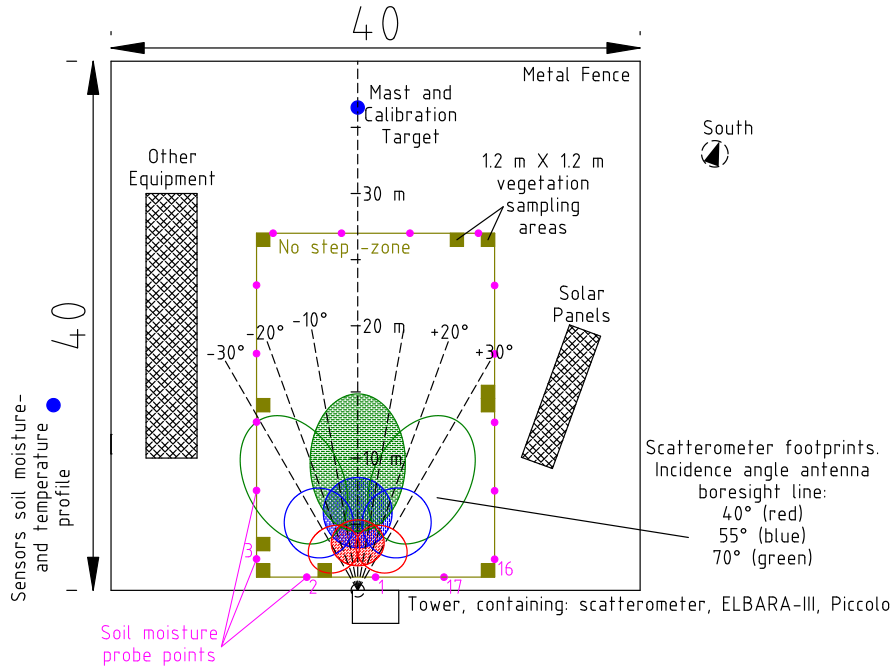 40
Metal Fence
Mast and
Calibration
Target
South
Other
Equipment
1.2 m X 1.2 m
vegetation
sampling
areas
30 m
No step -zone
Solar
Panels
40
-10°
-20°
20 m
+20°
-30°
+30°
Sensors soil moisture-
and temperature
profile
10 m
Scatterometer footprints.
Incidence angle antenna
boresight line:
40° (red)
55° (blue)
70° (green)
3
16
2
1
17
Tower, containing: scatterometer, ELBARA-III, Piccolo
Soil moisture
probe points